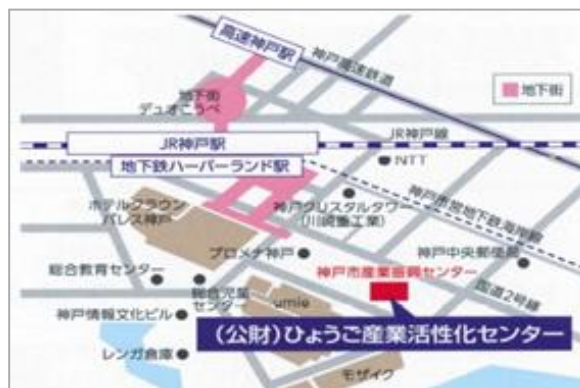 高速神戸駅
神戸高速鉄道
地下街
地下街
デュオこうべ
JR神戸駅
JR神戸線
地下鉄ハーバーランド駅
NTT
神戸市営地下鉄海岸線
ホテルクラウン
パレス神戸
神戸クリスタルタワー
(川崎重工業)
プロメナ神戸
神戸中央郵便局
総合教育センター
神戸市産業振興センター
国道2号線
総合児童
センター
umie
神戸情報文化ビル
(公財)ひょうご産業活性化センター
レンガ倉庫
モザイク